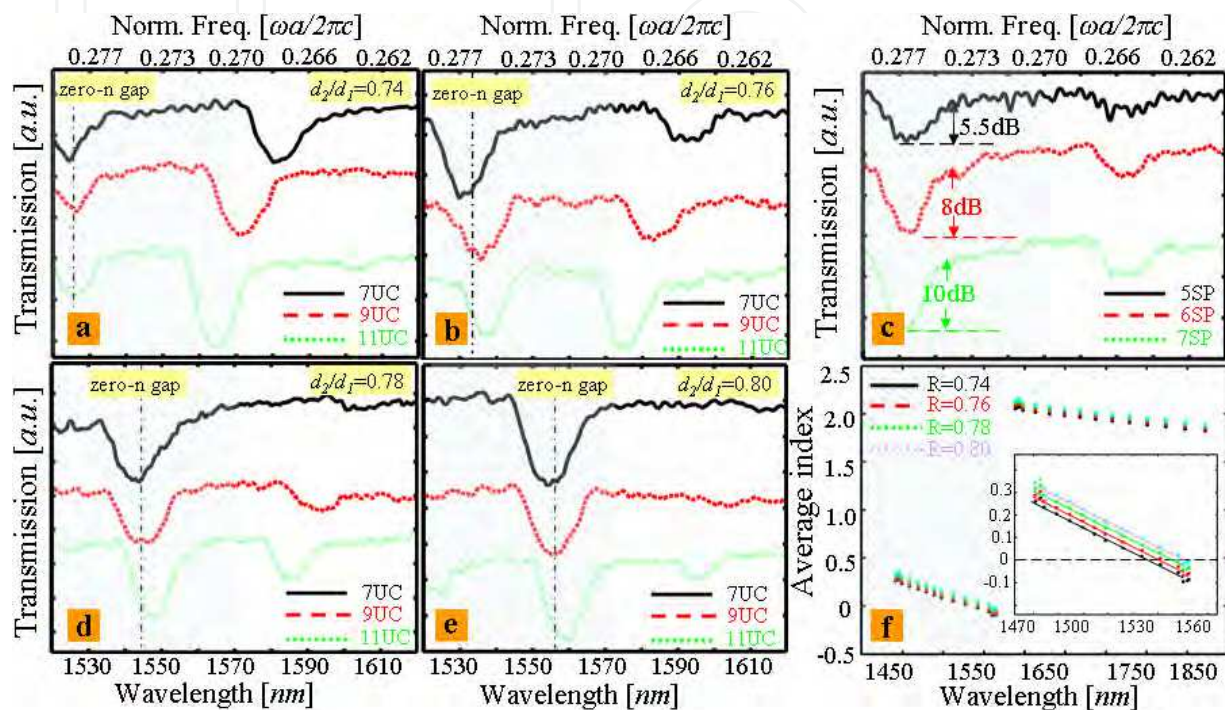 Norm. Freq. [ωa/2πc]
Norm. Freq. [ωa/2πc]
Norm. Freq. [ωa/2πc]
0.277 0.273 0.270 0.266 0.262
0.277 0.273 0.270 0.266 0.262
0.277 0.273 0.270 0.266 0.262
Transmission [a.u.]
zero-n gap
d2/d1=0.74
7UC
9UC
11UC
a
zero-n gap
d2/d1=0.76
7UC
9UC
11UC
b
Transmission [a.u.]
5.5dB
8dB
10dB
5SP
6SP
7SP
c
Transmission [a.u.]
zero-n gap
d2/d1=0.78
7UC
9UC
11UC
d
1530 1550 1570 1590 1610
Wavelength [nm]
zero-n gap
d2/d1=0.80
7UC
9UC
11UC
e
1530 1550 1570 1590 1610
Wavelength [nm]
Average index
2.5
2.0
1.5
1.0
0.5
0
-0.5
R=0.74
R=0.76
R=0.78
R=0.80
0.3
0.2
0.1
0
-0.1
1470 1500 1530 1560
f
1450 1550 1650 1750 1850
Wavelength [nm]